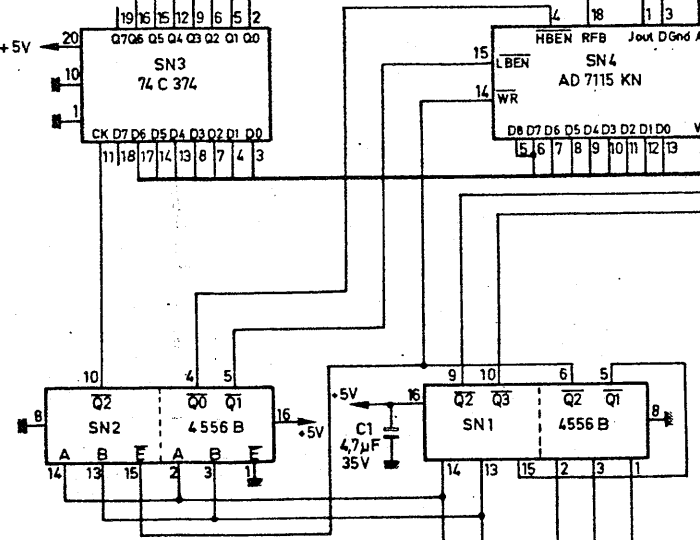 19 16 15 12 9 6 5 2
4 18 1 3
+5V 20 Q7 Q6 Q5 Q4 Q3 Q2 Q1 Q0
HBEN RFB Jout DGnd A
SN3
15 LBEN SN4
10 74 C 374
AD 7115 KN
14 WR
1
CK D7 D6 D5 D4 D3 D2 D1 D0
D8 D7 D6 D5 D4 D3 D2 D1 D0 V
11 18 17 14 13 8 7 4 3
5 6 7 8 9 10 11 12 13
10 4 5
9 10 6 5
Q2 Q0 Q1
+5V 16 Q2 Q3 Q2 Q1
8 SN2 4556 B 16 +5V
C1 SN1 4556 B 8
4,7µF
35V
A B E A B E
14 13 15 2 3 1
14 13 15 2 3 1